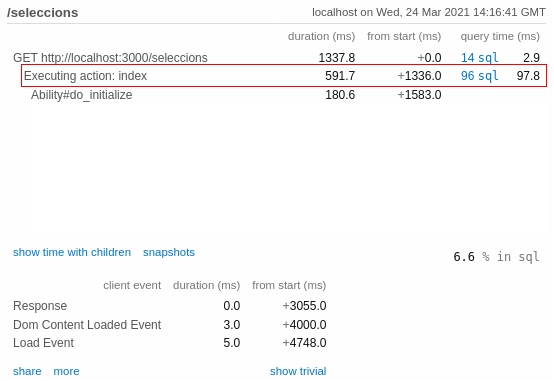 /seleccions localhost on Wed, 24 Mar 2021 14:16:41 GMT
duration (ms) from start (ms) query time (ms)
GET http://localhost:3000/seleccions 1337.8 +0.0 14 sql 2.9
Executing action: index 591.7 +1336.0 96 sql 97.8
Ability#do_initialize 180.6 +1583.0
show time with children snapshots 6.6 % in sql
client event duration (ms) from start (ms)
Response 0.0 +3055.0
Dom Content Loaded Event 3.0 +4000.0
Load Event 5.0 +4748.0
share more show trivial